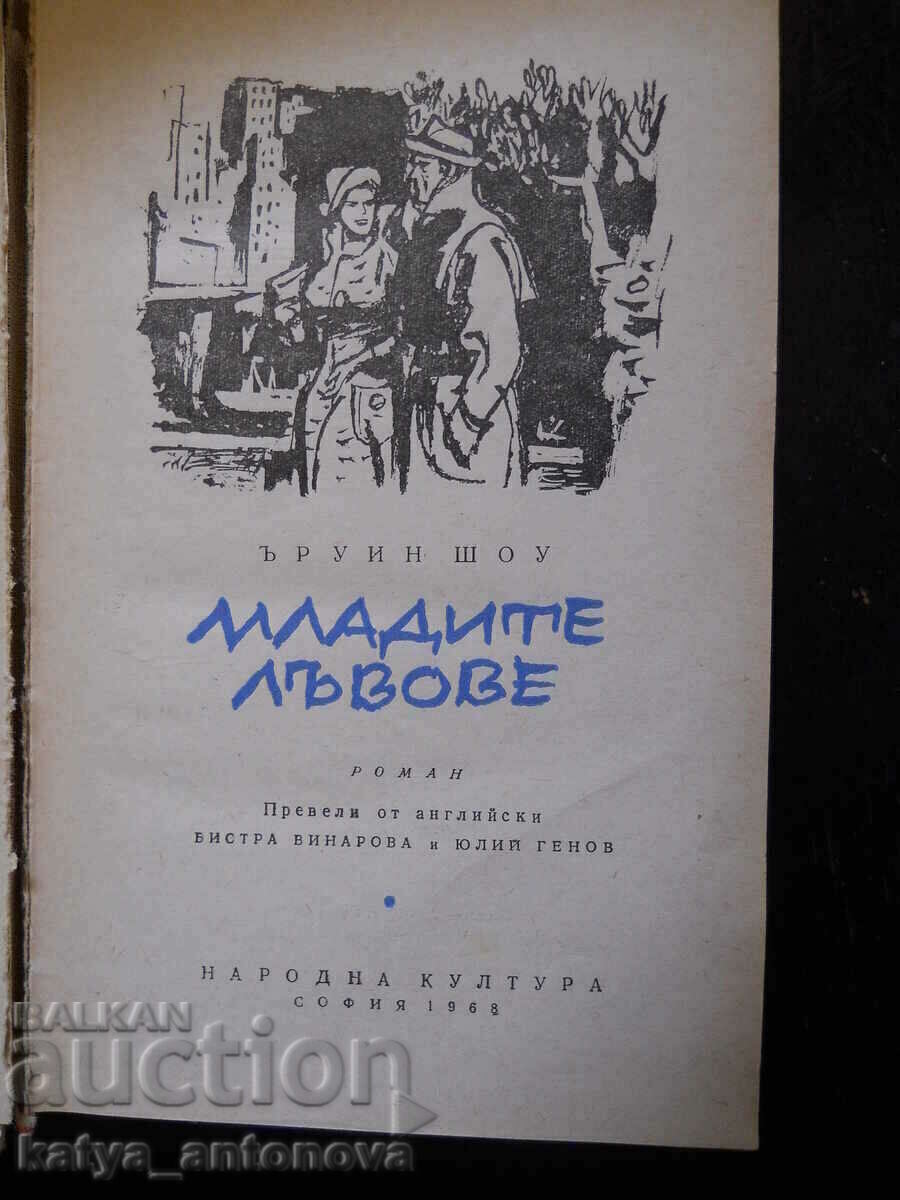 ЪРУИН ШОУ
МЛАДИТЕ
ЛЪВОВЕ
РОМАН
Превели от английски
БИСТРА ВИНАРОВА и ЮЛИЙ ГЕНОВ
НАРОДНА КУЛТУРА
СОФИЯ 1968
BALKAN
auction
katya_antonova